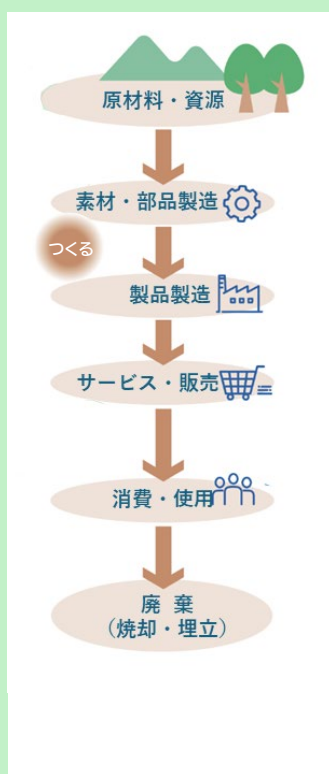 原材料・資源
素材・部品製造
つくる
製品製造
サービス・販売
消費・使用
廃 棄
(焼却・埋立)